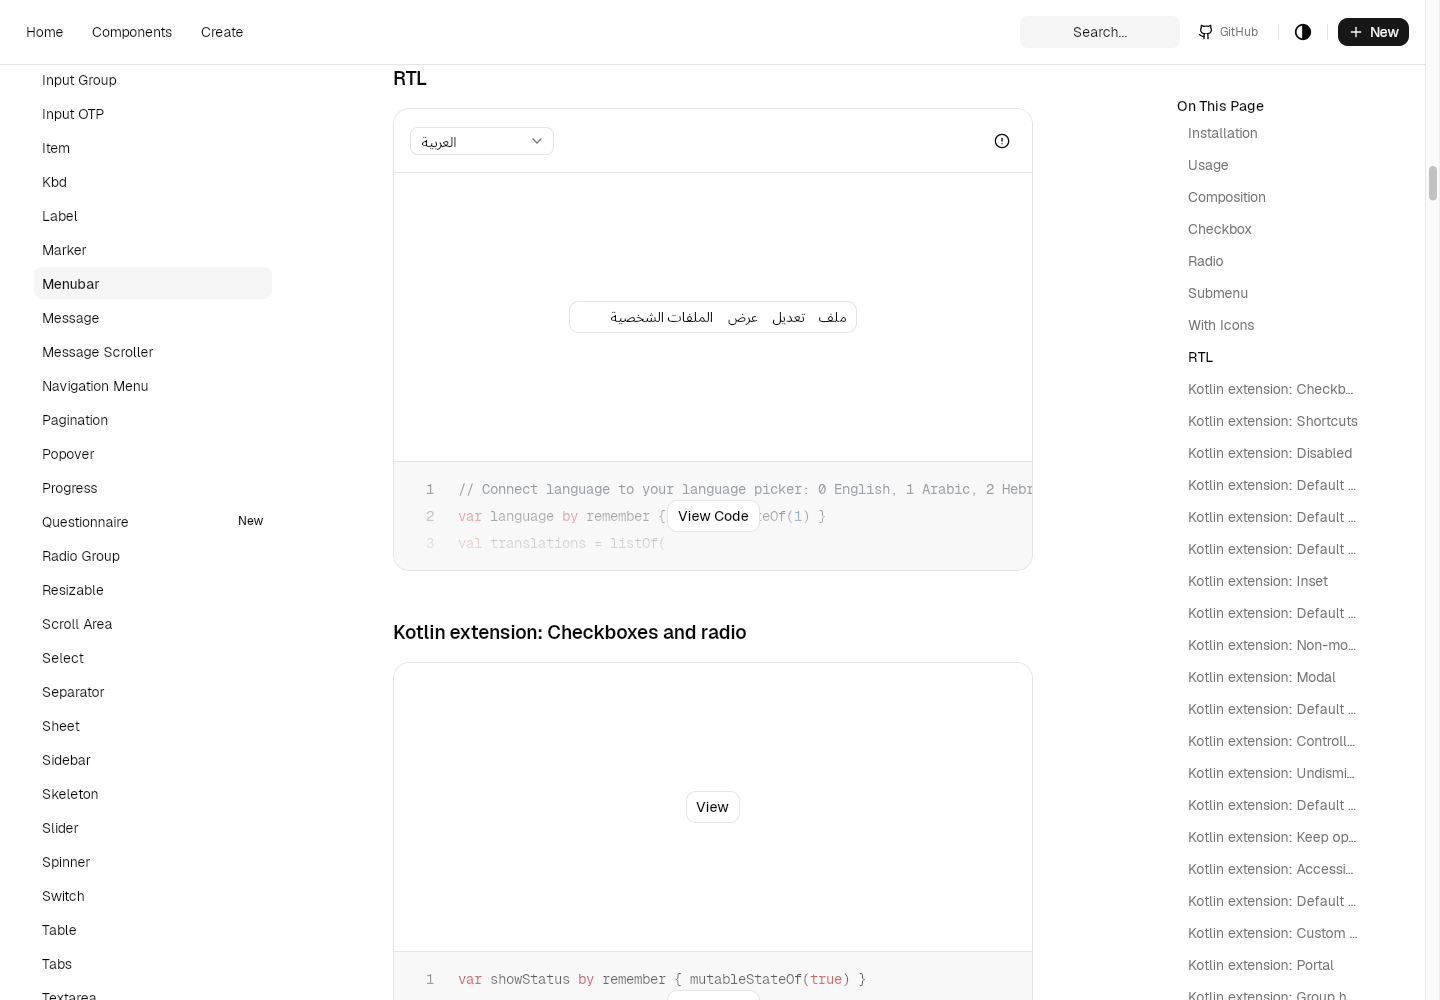 Home
Components
Create
Search...
GitHub
New
Input Group
Input OTP
Item
Kbd
Label
Marker
Menubar
Message
Message Scroller
Navigation Menu
Pagination
Popover
Progress
Questionnaire
New
Radio Group
Resizable
Scroll Area
Select
Separator
Sheet
Sidebar
Skeleton
Slider
Spinner
Switch
Table
Tabs
Textarea
RTL
العربية
ملف تعديل عرض الملفات الشخصية
1 // Connect language to your language picker: 0 English, 1 Arabic, 2 Hebr
2 var language by remember { teOf(1) }
View Code
3 val translations = listOf(
Kotlin extension: Checkboxes and radio
View
1 var showStatus by remember { mutableStateOf(true) }
On This Page
Installation
Usage
Composition
Checkbox
Radio
Submenu
With Icons
RTL
Kotlin extension: Checkb...
Kotlin extension: Shortcuts
Kotlin extension: Disabled
Kotlin extension: Default ...
Kotlin extension: Default ...
Kotlin extension: Default ...
Kotlin extension: Inset
Kotlin extension: Default ...
Kotlin extension: Non-mo...
Kotlin extension: Modal
Kotlin extension: Default ...
Kotlin extension: Controll...
Kotlin extension: Undismi...
Kotlin extension: Default ...
Kotlin extension: Keep op...
Kotlin extension: Accessi...
Kotlin extension: Default ...
Kotlin extension: Custom ...
Kotlin extension: Portal
Kotlin extension: Group h...